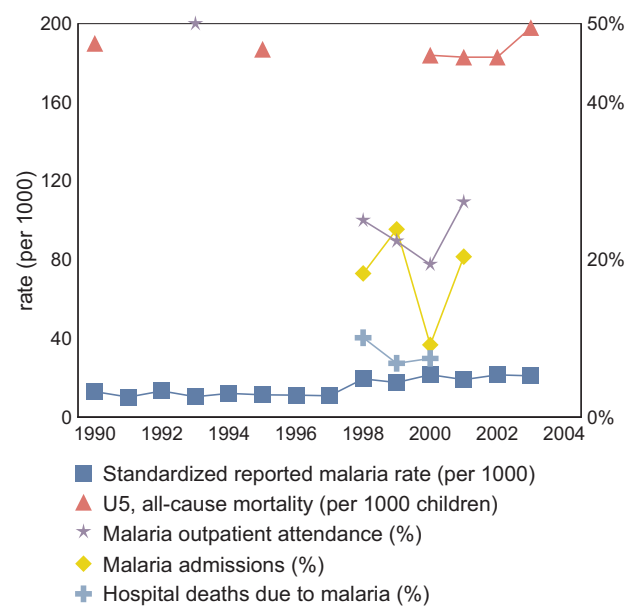 200
160
120
80
40
0
rate (per 1000)
50%
40%
20%
0%
1990 1992 1994 1996 1998 2000 2002 2004
Standardized reported malaria rate (per 1000)
U5, all-cause mortality (per 1000 children)
Malaria outpatient attendance (%)
Malaria admissions (%)
Hospital deaths due to malaria (%)